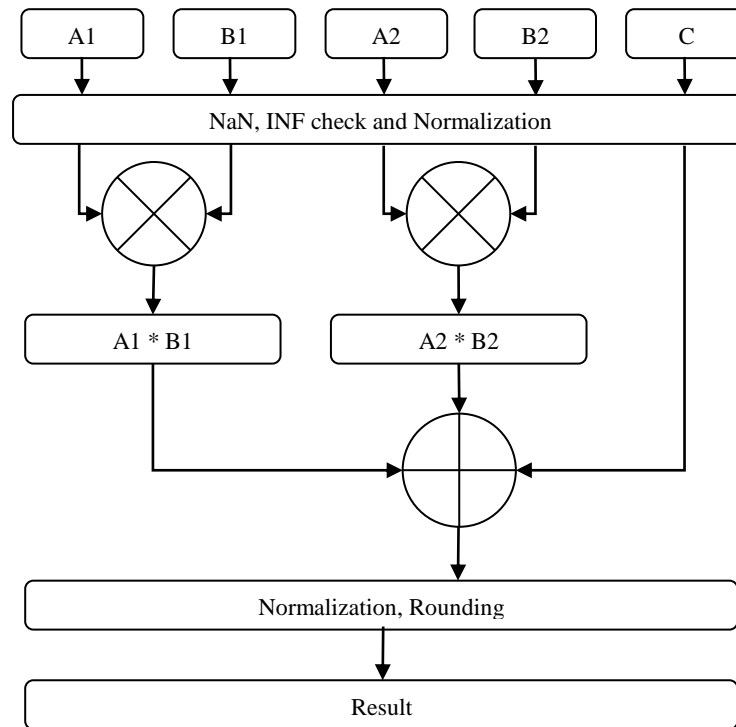 A1
B1
A2
B2
C
NaN, INF check and Normalization
A1 * B1
A2 * B2
Normalization, Rounding
Result